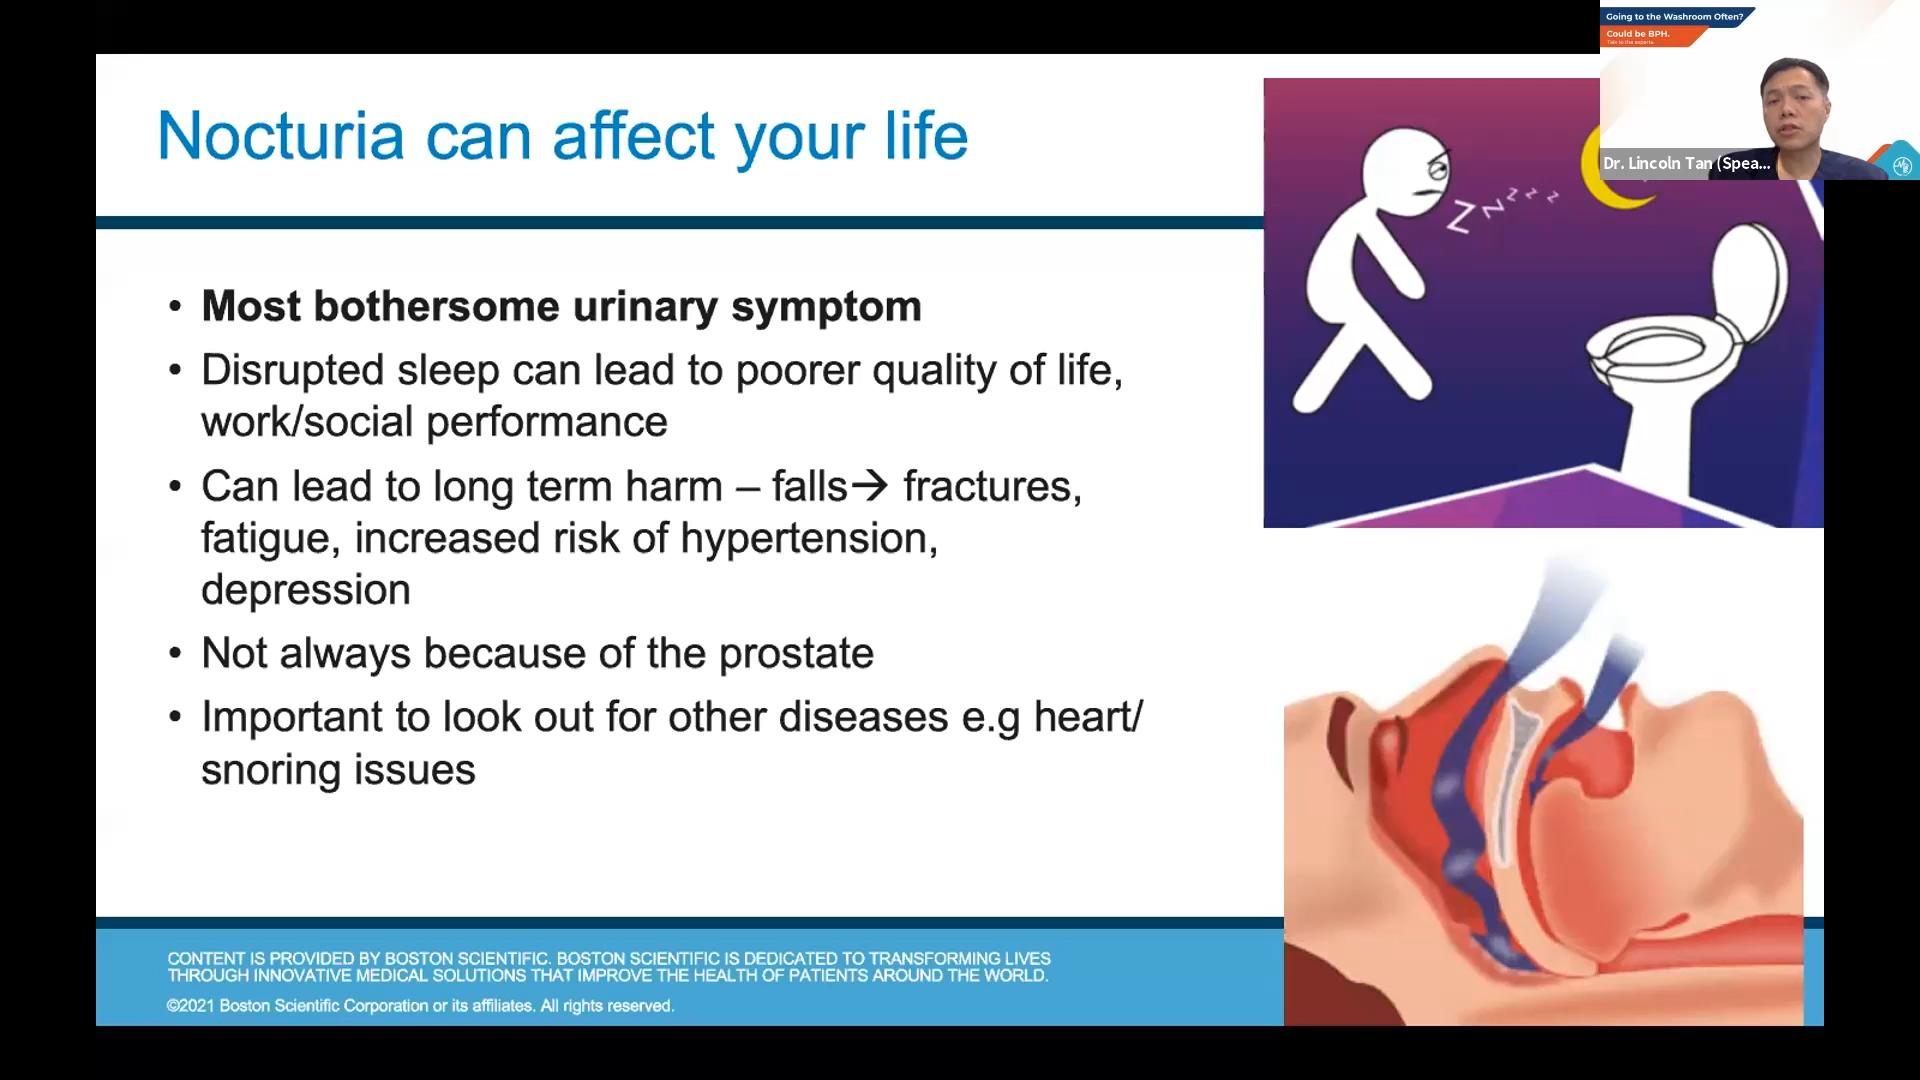 Going to the Washroom Often?
Could be BPH.
Talk to the experts.
Dr. Lincoln Tan (Spea...
Nocturia can affect your life
Z z z z z
• Most bothersome urinary symptom
• Disrupted sleep can lead to poorer quality of life,
work/social performance
• Can lead to long term harm – falls→ fractures,
fatigue, increased risk of hypertension,
depression
• Not always because of the prostate
• Important to look out for other diseases e.g heart/
snoring issues
CONTENT IS PROVIDED BY BOSTON SCIENTIFIC. BOSTON SCIENTIFIC IS DEDICATED TO TRANSFORMING LIVES
THROUGH INNOVATIVE MEDICAL SOLUTIONS THAT IMPROVE THE HEALTH OF PATIENTS AROUND THE WORLD.
©2021 Boston Scientific Corporation or its affiliates. All rights reserved.